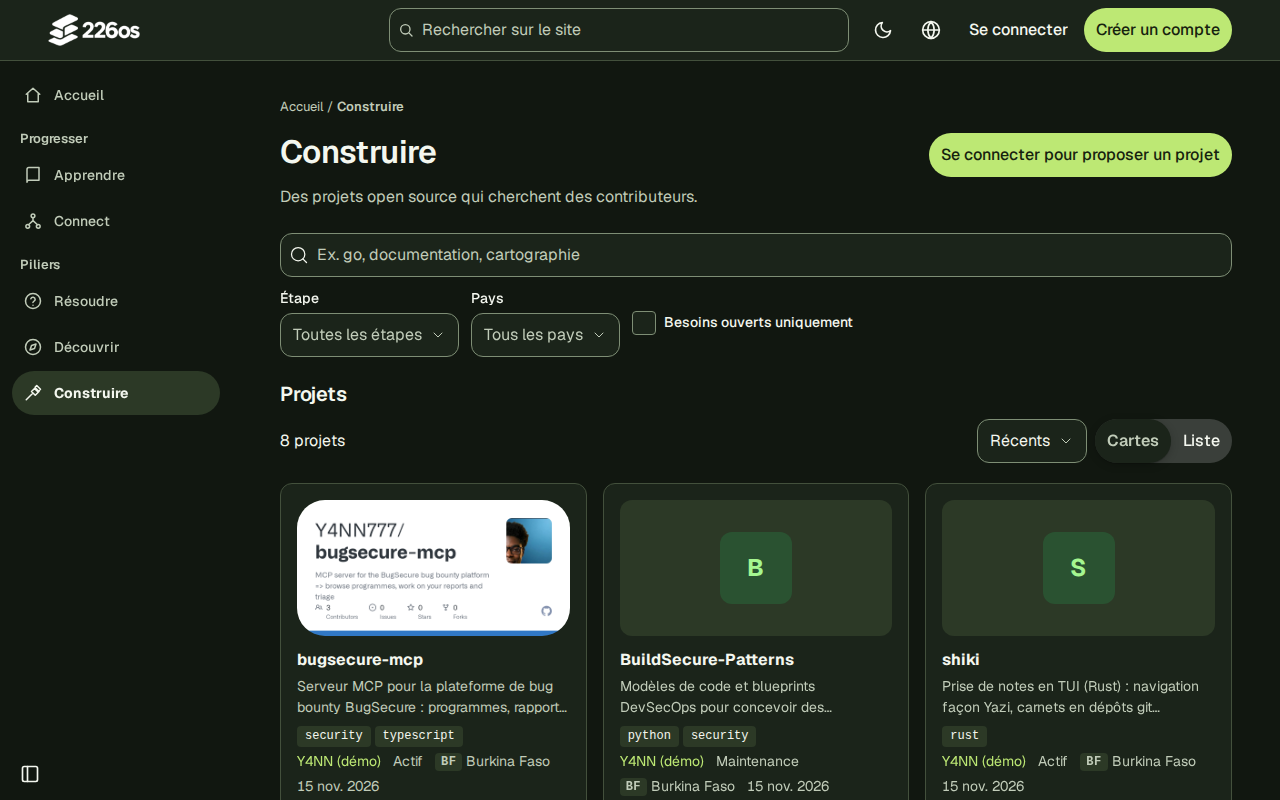 226os
Rechercher sur le site
Se connecter
Créer un compte
Accueil
Progresser
Apprendre
Connect
Piliers
Résoudre
Découvrir
Construire
Accueil / Construire
Construire
Se connecter pour proposer un projet
Des projets open source qui cherchent des contributeurs.
Ex. go, documentation, cartographie
Étape
Pays
Toutes les étapes
Tous les pays
Besoins ouverts uniquement
Projets
8 projets
Récents
Cartes
Liste
Y4NN777/
bugsecure-mcp
MCP server for the BugSecure bug bounty platform
=> browse programmes, work on your reports and
triage
3 Contributors
0 Issues
0 Stars
0 Forks
bugsecure-mcp
Serveur MCP pour la plateforme de bug
bounty BugSecure : programmes, rapport…
security typescript
Y4NN (démo) Actif BF Burkina Faso
15 nov. 2026
B
BuildSecure-Patterns
Modèles de code et blueprints
DevSecOps pour concevoir des…
python security
Y4NN (démo) Maintenance
BF Burkina Faso 15 nov. 2026
S
shiki
Prise de notes en TUI (Rust) : navigation
façon Yazi, carnets en dépôts git…
rust
Y4NN (démo) Actif BF Burkina Faso
15 nov. 2026